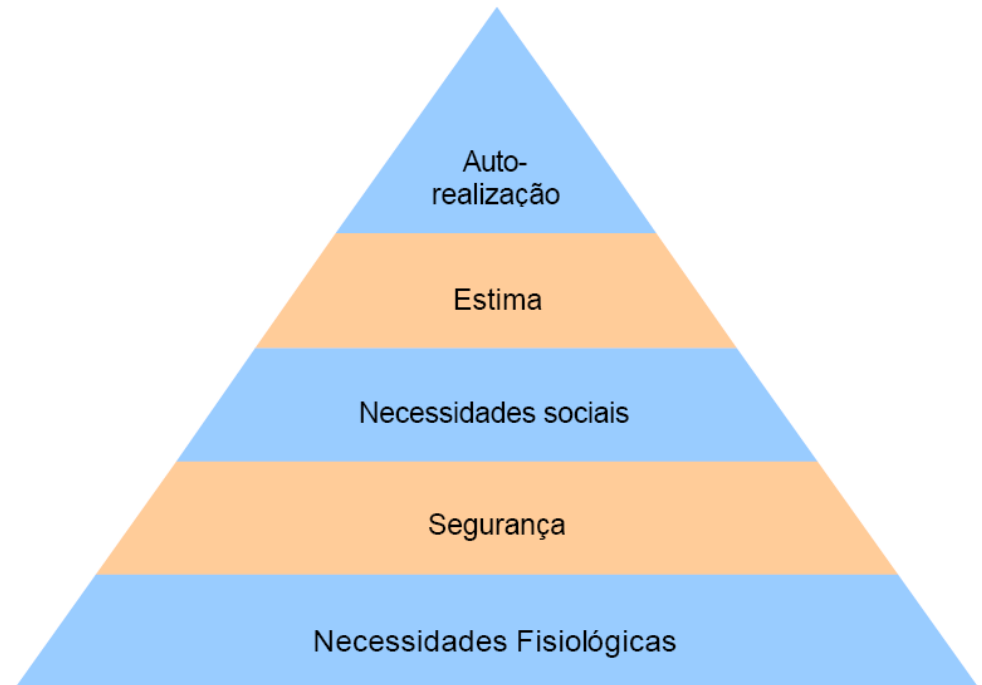 Auto-
realização
Estima
Necessidades sociais
Segurança
Necessidades Fisiológicas